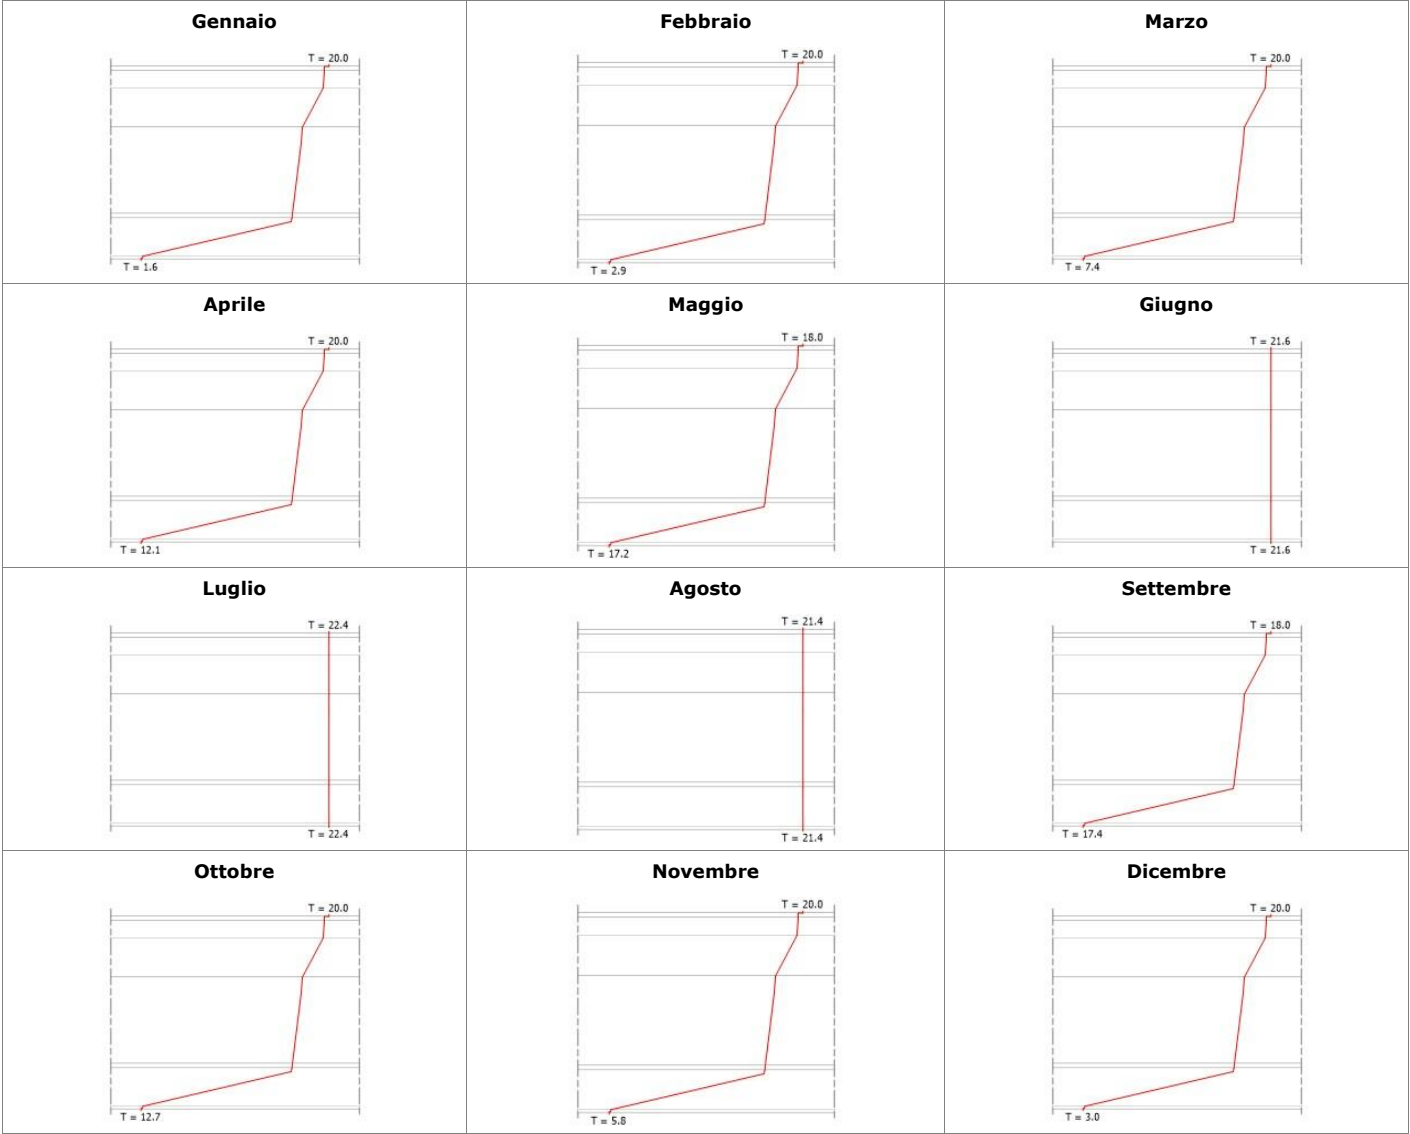 Gennaio
T = 20.0
T = 1.6
Febbraio
T = 20.0
T = 2.9
Marzo
T = 20.0
T = 7.4
Aprile
T = 20.0
T = 12.1
Maggio
T = 18.0
T = 17.2
Giugno
T = 21.6
T = 21.6
Luglio
T = 22.4
T = 22.4
Agosto
T = 21.4
T = 21.4
Settembre
T = 18.0
T = 17.4
Ottobre
T = 20.0
T = 12.7
Novembre
T = 20.0
T = 5.8
Dicembre
T = 20.0
T = 3.0